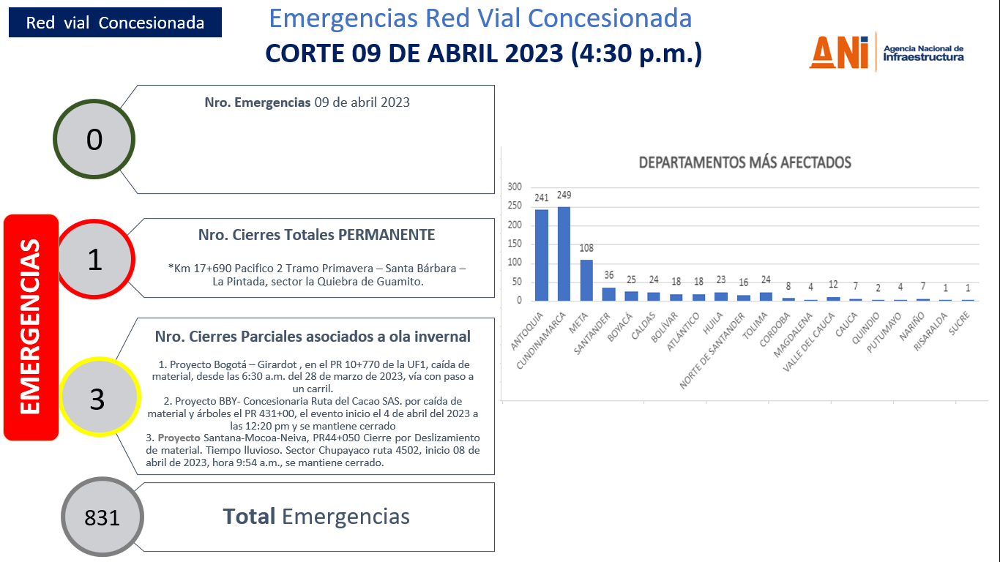 Red vial Concesionada
Emergencias Red Vial Concesionada
CORTE 09 DE ABRIL 2023 (4:30 p.m.)
ANi
Agencia Nacional de
Infraestructura
EMERGENCIAS
0
Nro. Emergencias 09 de abril 2023
1
Nro. Cierres Totales PERMANENTE
*Km 17+690 Pacifico 2 Tramo Primavera – Santa Bárbara –
La Pintada, sector la Quiebra de Guamito.
3
Nro. Cierres Parciales asociados a ola invernal
1. Proyecto Bogotá – Girardot , en el PR 10+770 de la UF1, caída de
material, desde las 6:30 a.m. del 28 de marzo de 2023, vía con paso a
un carril.
2. Proyecto BBY- Concesionaria Ruta del Cacao SAS. por caída de
material y árboles el PR 431+00, el evento inicio el 4 de abril del 2023 a
las 12:20 pm y se mantiene cerrado
3. Proyecto Santana-Mocoa-Neiva, PR44+050 Cierre por Deslizamiento
de material. Tiempo lluvioso. Sector Chupayaco ruta 4502, inicio 08 de
abril de 2023, hora 9:54 a.m., se mantiene cerrado.
831
Total Emergencias
DEPARTAMENTOS MÁS AFECTADOS
300
250
200
150
100
50
0
241
249
108
36
25
24
18
18
23
16
24
8
4
12
7
2
4
7
1
1
ANTOQUIA
CUNDINAMARCA
META
SANTANDER
BOYACÁ
CALDAS
BOLÍVAR
ATLÁNTICO
HUILA
NORTE DE SANTANDER
TOLIMA
CORDOBA
MAGDALENA
VALLE DEL CAUCA
CAUCA
QUINDIO
PUTUMAYO
NARIÑO
RISARALDA
SUCRE